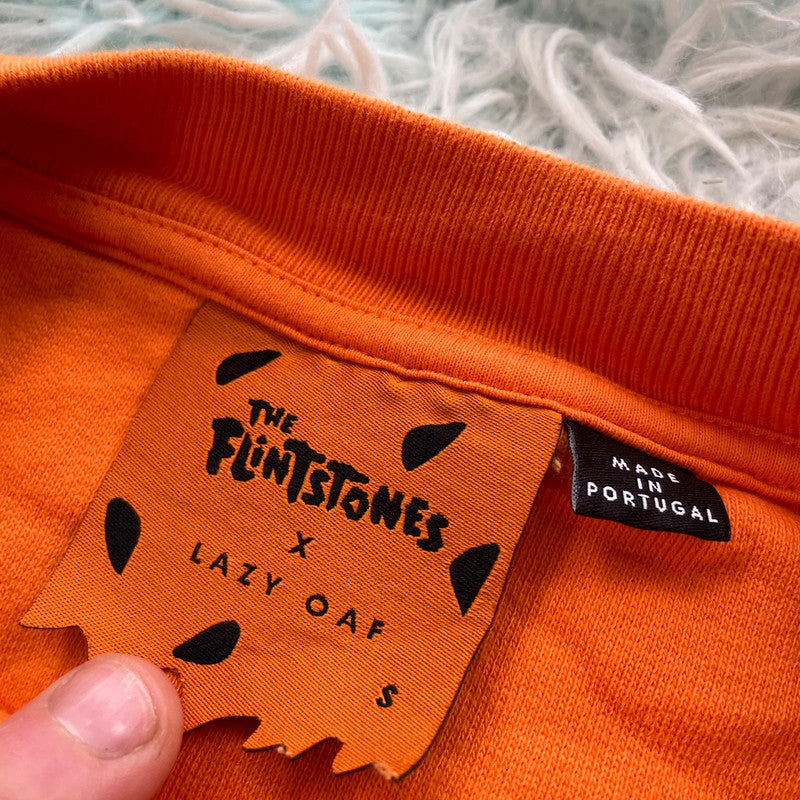 THE
FLINTSTONES
X
LAZY OAF
S
MADE
IN
PORTUGAL